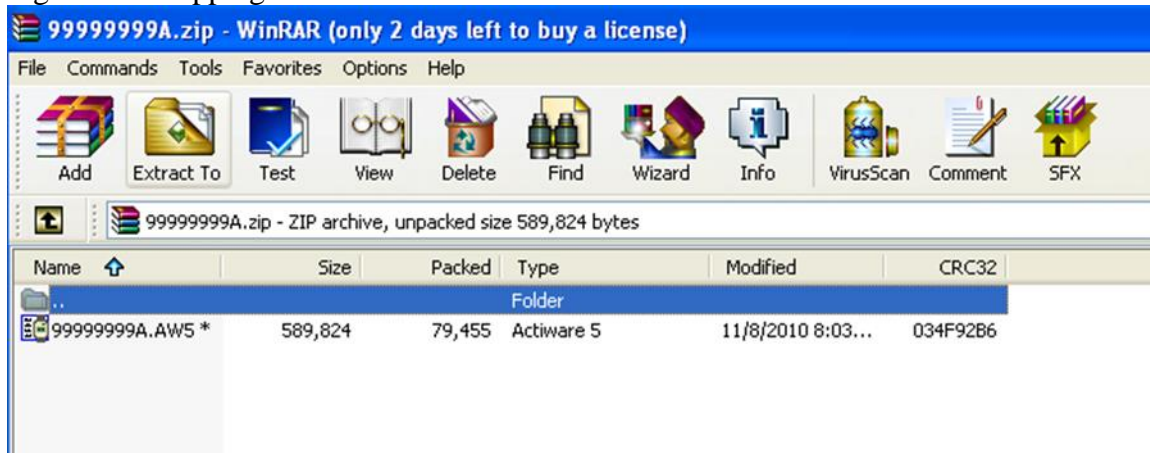 99999999A.zip - WinRAR (only 2 days left to buy a license)
File Commands Tools Favorites Options Help
Add Extract To Test View Delete Find Wizard Info VirusScan Comment SFX
99999999A.zip - ZIP archive, unpacked size 589,824 bytes
Name Size Packed Type Modified CRC32
.. Folder
99999999A.AW5 * 589,824 79,455 Actiware 5 11/8/2010 8:03... 034F92B6